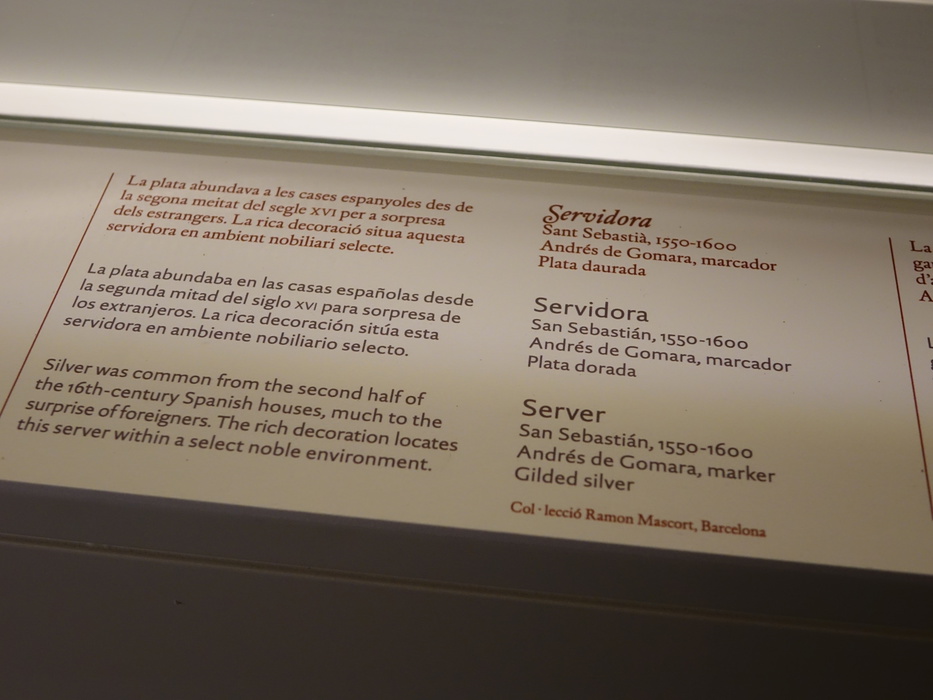 La plata abundava a les cases espanyoles des de
la segona meitat del segle XVI per a sorpresa
dels estrangers. La rica decoració situa aquesta
servidora en ambient nobiliari selecte.
La plata abundaba en las casas españolas desde
la segunda mitad del siglo XVI para sorpresa de
los extranjeros. La rica decoración sitúa esta
servidora en ambiente nobiliario selecto.
Silver was common from the second half of
the 16th-century Spanish houses, much to the
surprise of foreigners. The rich decoration locates
this server within a select noble environment.
Servidora
Sant Sebastià, 1550-1600
Andrés de Gomara, marcador
Plata daurada
Servidora
San Sebastián, 1550-1600
Andrés de Gomara, marcador
Plata dorada
Server
San Sebastián, 1550-1600
Andrés de Gomara, marker
Gilded silver
Col·lecció Ramon Mascort, Barcelona
La